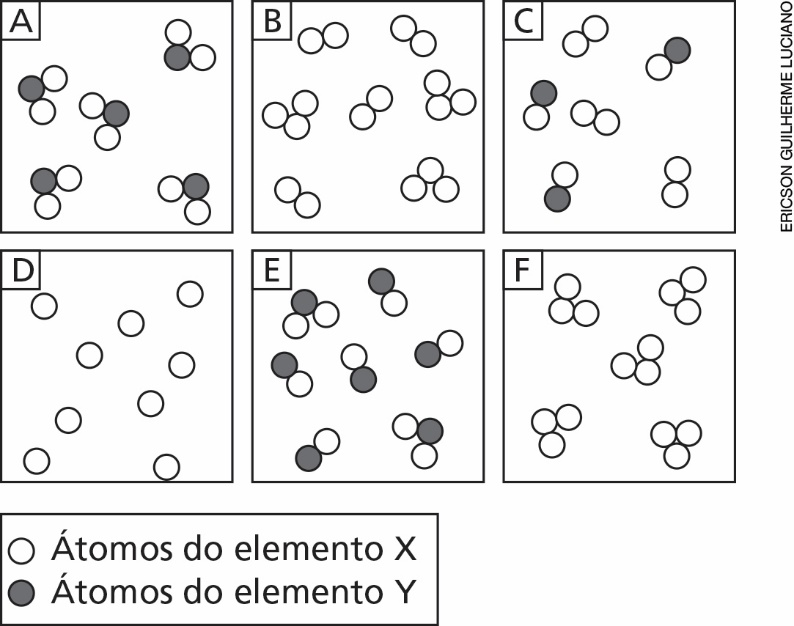 A
B
C
D
E
F
Átomos do elemento X
Átomos do elemento Y
ERICSON GUILHERME LUCIANO